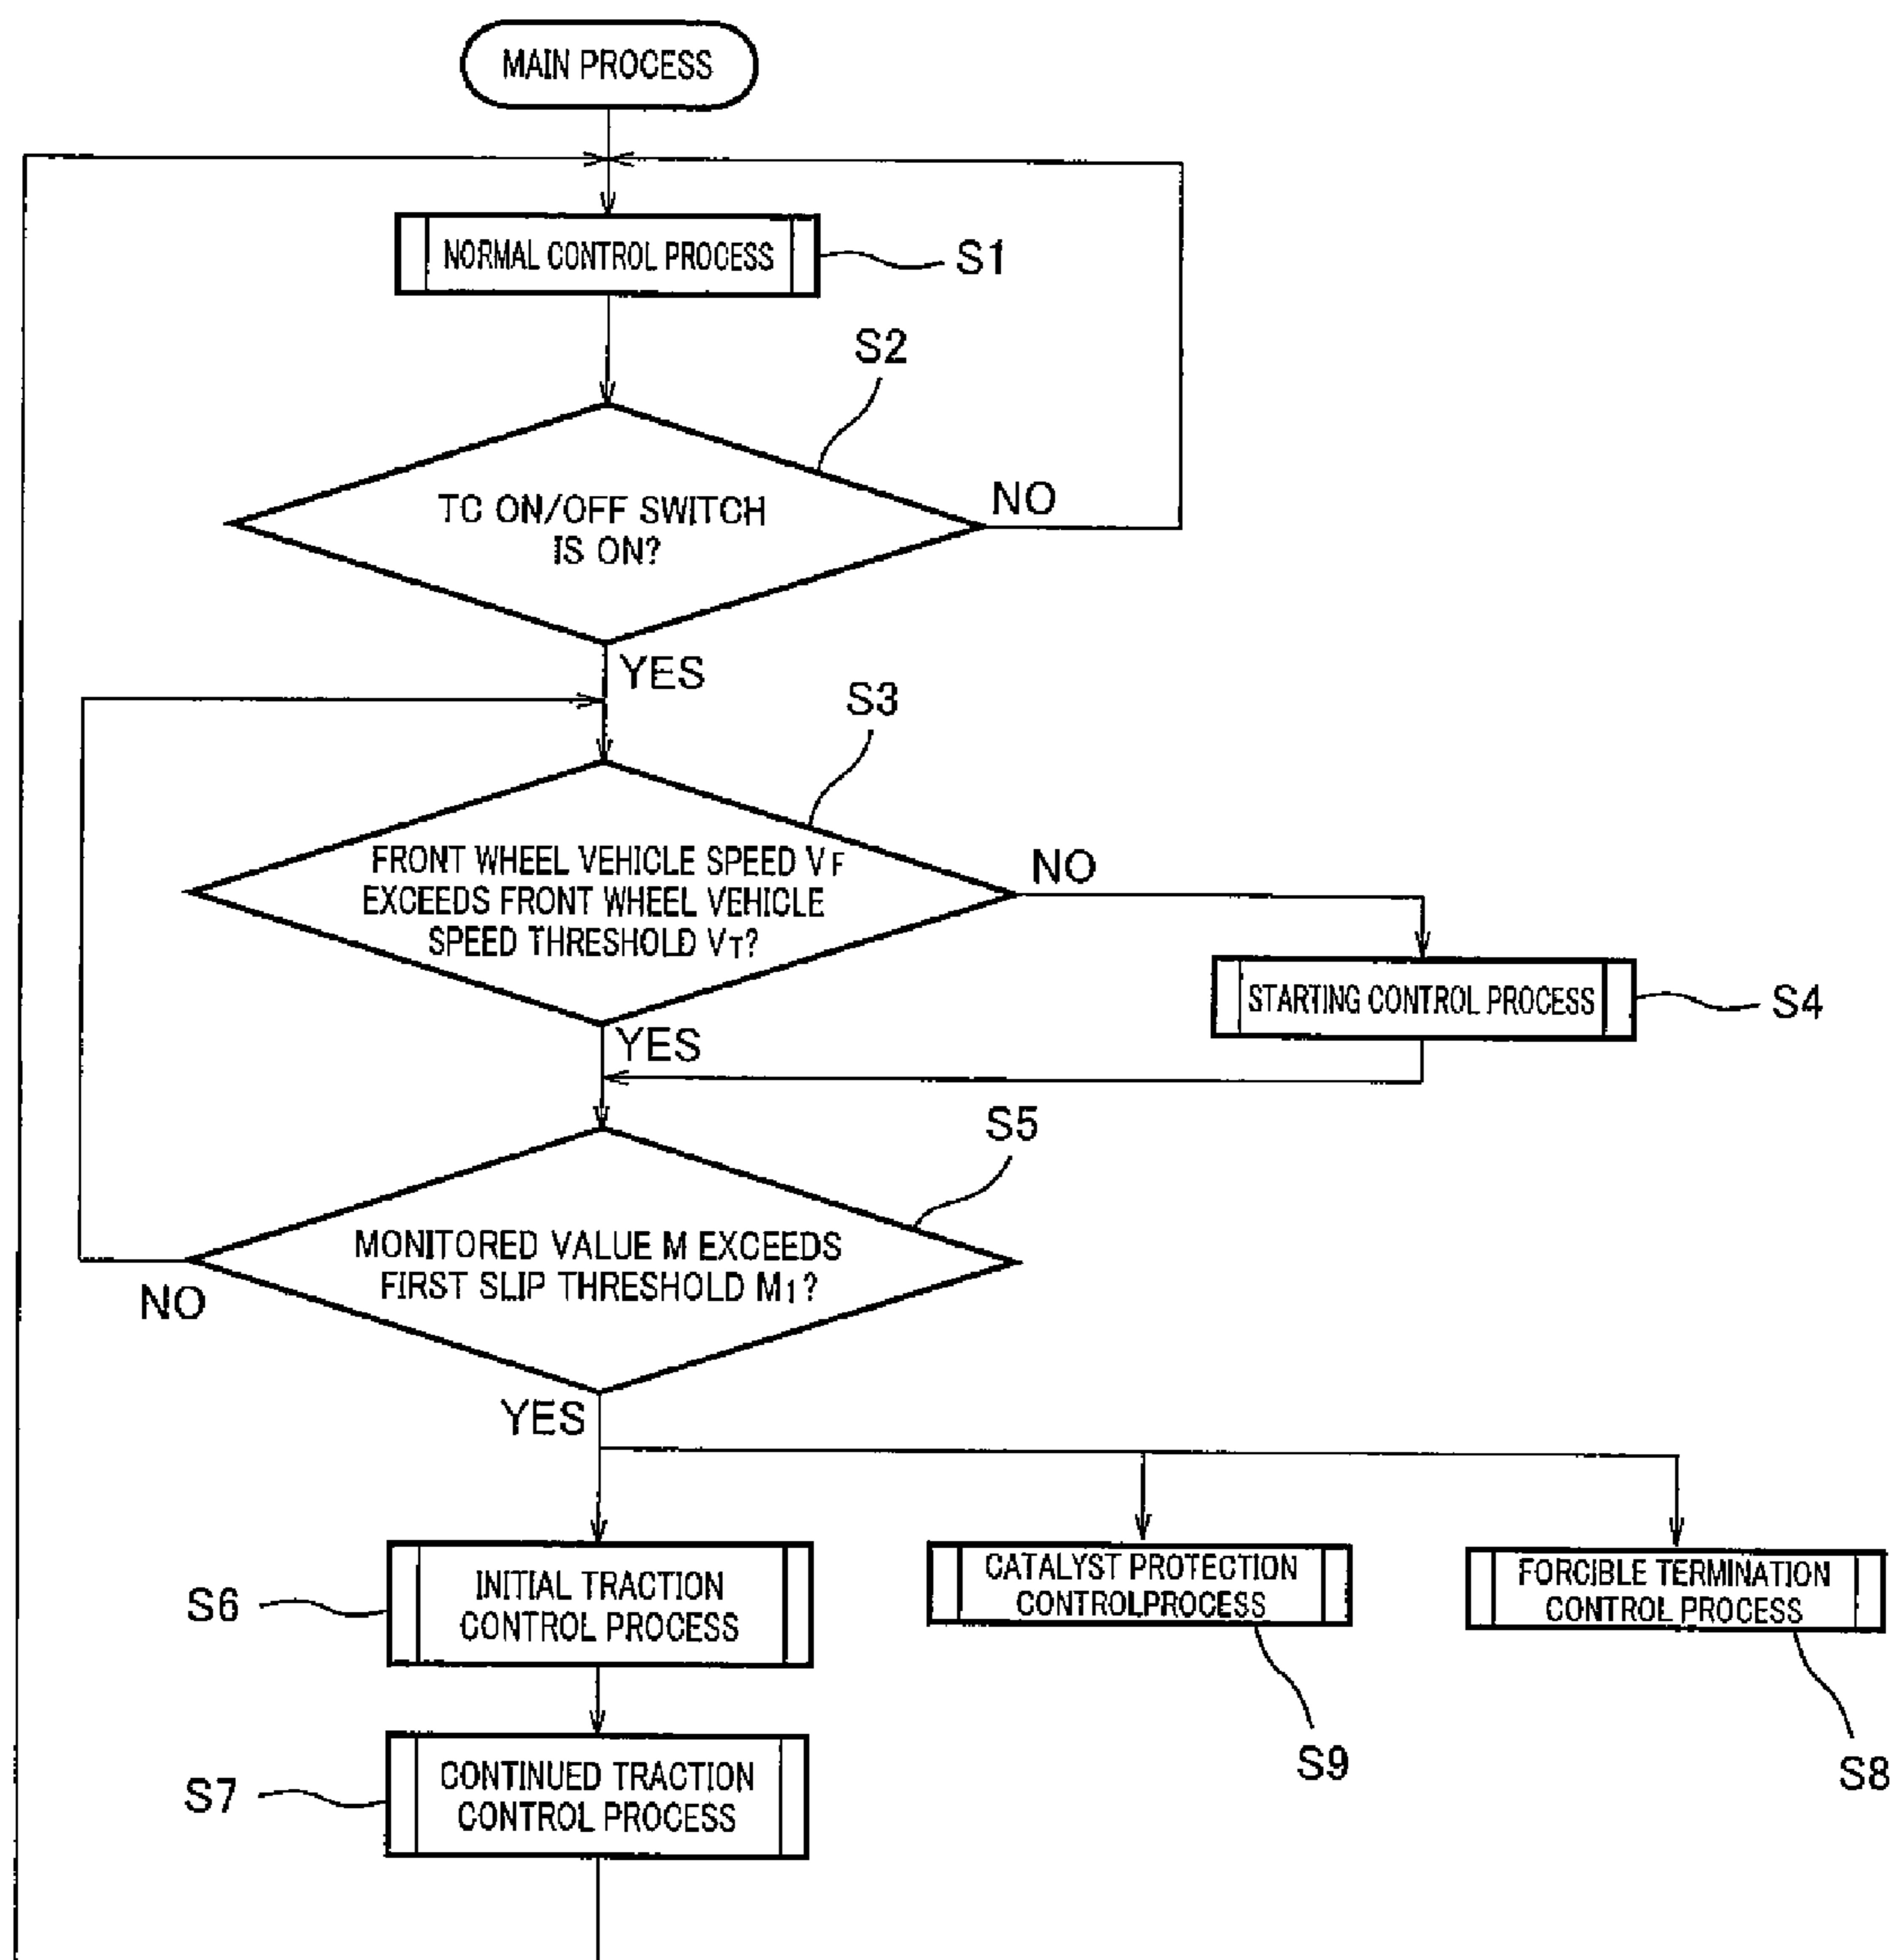 MAIN PROCESS
NORMAL CONTROL PROCESS
S1
S2
TC ON/OFF SWITCH
IS ON?
NO
YES
S3
FRONT WHEEL VEHICLE SPEED VF
EXCEEDS FRONT WHEEL VEHICLE
SPEED THRESHOLD VT?
NO
STARTING CONTROL PROCESS
S4
YES
S5
MONITORED VALUE M EXCEEDS
FIRST SLIP THRESHOLD M1?
NO
YES
S6
INITIAL TRACTION
CONTROL PROCESS
CATALYST PROTECTION
CONTROLPROCESS
FORCIBLE TERMINATION
CONTROL PROCESS
S9
S8
S7
CONTINUED TRACTION
CONTROL PROCESS